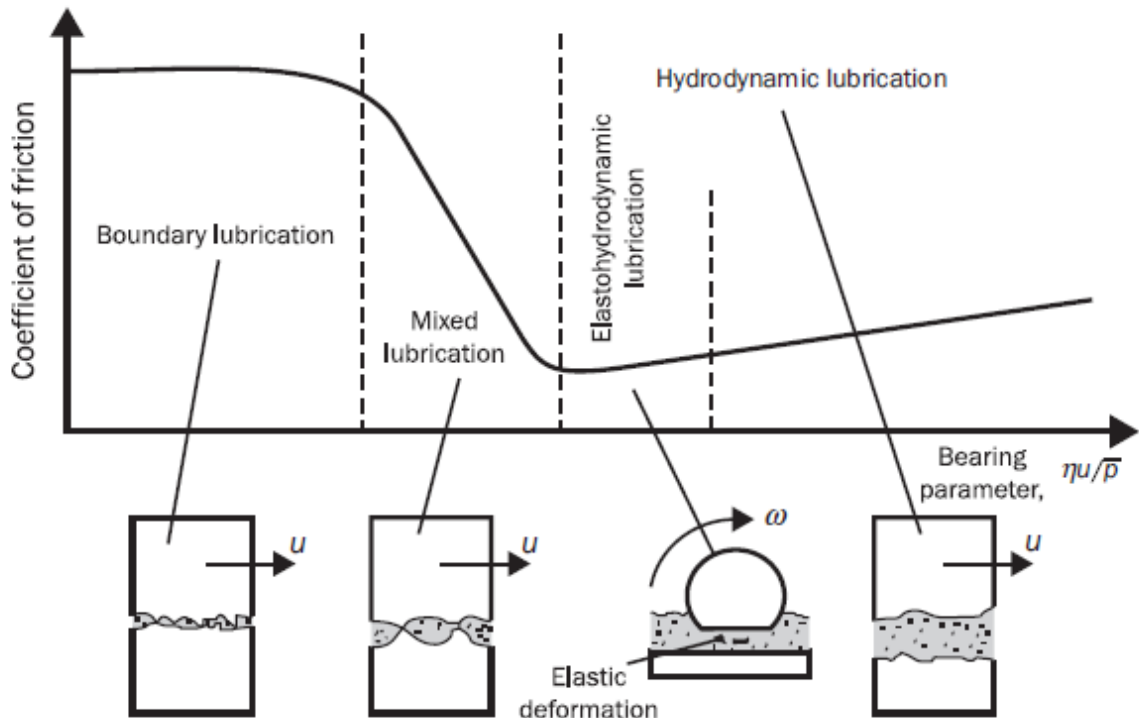 Coefficient of friction
Boundary lubrication
Mixed
lubrication
Elastohydrodynamic
lubrication
Hydrodynamic lubrication
Bearing
parameter,
ηu/p̅
u
u
ω
Elastic
deformation
u